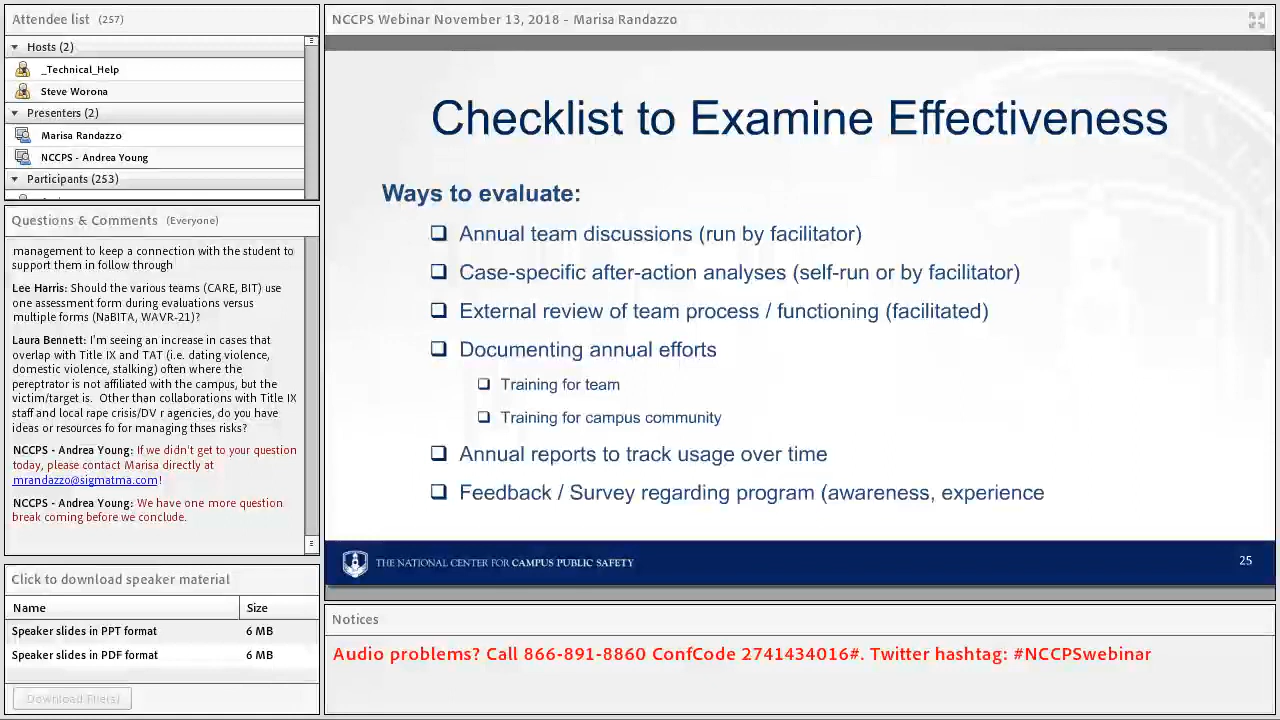 Attendee list (257)
Hosts (2)
_Technical_Help
Steve Worona
Presenters (2)
Marisa Randazzo
NCCPS - Andrea Young
Participants (253)
Questions & Comments (Everyone)
management to keep a connection with the student to
support them in follow through
Lee Harris: Should the various teams (CARE, BIT) use
one assessment form during evaluations versus
multiple forms (NaBITA, WAVR-21)?
Laura Bennett: I'm seeing an increase in cases that
overlap with Title IX and TAT (i.e. dating violence,
domestic violence, stalking) often where the
pereptrator is not affiliated with the campus, but the
victim/target is. Other than collaborations with Title IX
staff and local rape crisis/DV r agencies, do you have
ideas or resources fo for managing thses risks?
NCCPS - Andrea Young: If we didn't get to your question
today, please contact Marisa directly at
mrandazzo@sigmatma.com!
NCCPS - Andrea Young: We have one more question
break coming before we conclude.
Click to download speaker material
Name Size
Speaker slides in PPT format 6 MB
Speaker slides in PDF format 6 MB
Download File(s)
NCCPS Webinar November 13, 2018 - Marisa Randazzo
Checklist to Examine Effectiveness
Ways to evaluate:
Annual team discussions (run by facilitator)
Case-specific after-action analyses (self-run or by facilitator)
External review of team process / functioning (facilitated)
Documenting annual efforts
Training for team
Training for campus community
Annual reports to track usage over time
Feedback / Survey regarding program (awareness, experience
THE NATIONAL CENTER FOR CAMPUS PUBLIC SAFETY
25
Notices
Audio problems? Call 866-891-8860 ConfCode 2741434016#. Twitter hashtag: #NCCPSwebinar